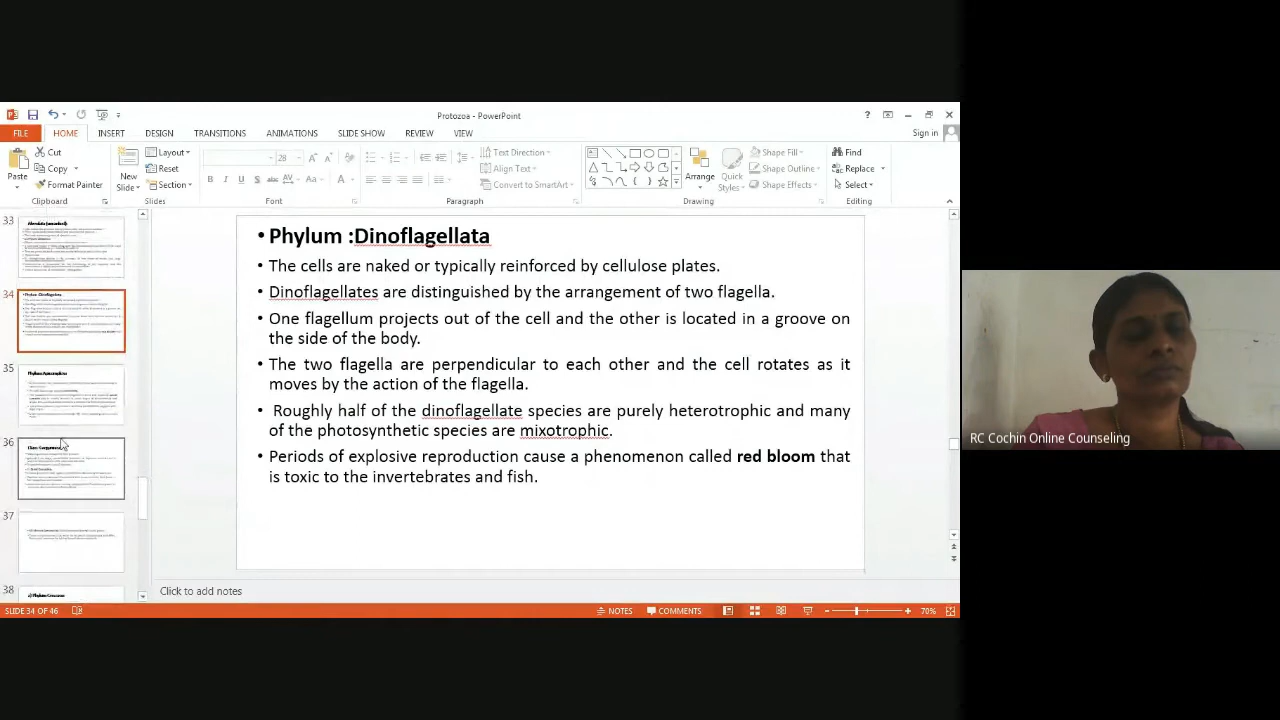 Protozoa - PowerPoint
FILE HOME INSERT DESIGN TRANSITIONS ANIMATIONS SLIDE SHOW REVIEW VIEW Sign in
Cut
Copy
Format Painter
Paste
Clipboard
New
Slide
Layout
Reset
Section
Slides
28
Font
Text Direction
Align Text
Convert to SmartArt
Paragraph
Arrange
Quick
Styles
Shape Fill
Shape Outline
Shape Effects
Drawing
Find
Replace
Select
Editing
33
34
35
36
37
38
• Phylum :Dinoflagellata
• The cells are naked or typically reinforced by cellulose plates.
• Dinoflagellates are distinguised by the arrangement of two flagella.
• One flagellum projects out of the cell and the other is located in a groove on
the side of the body.
• The two flagella are perpendicular to each other and the cell rotates as it
moves by the action of the flagella.
• Roughly half of the dinoflagellate species are purely heterotrophic and many
of the photosynthetic species are mixotrophic.
• Periods of explosive reproduction cause a phenomenon called red bloom that
is toxic to the invertebrates and fish.
Click to add notes
SLIDE 34 OF 46 NOTES COMMENTS 70%
RC Cochin Online Counseling